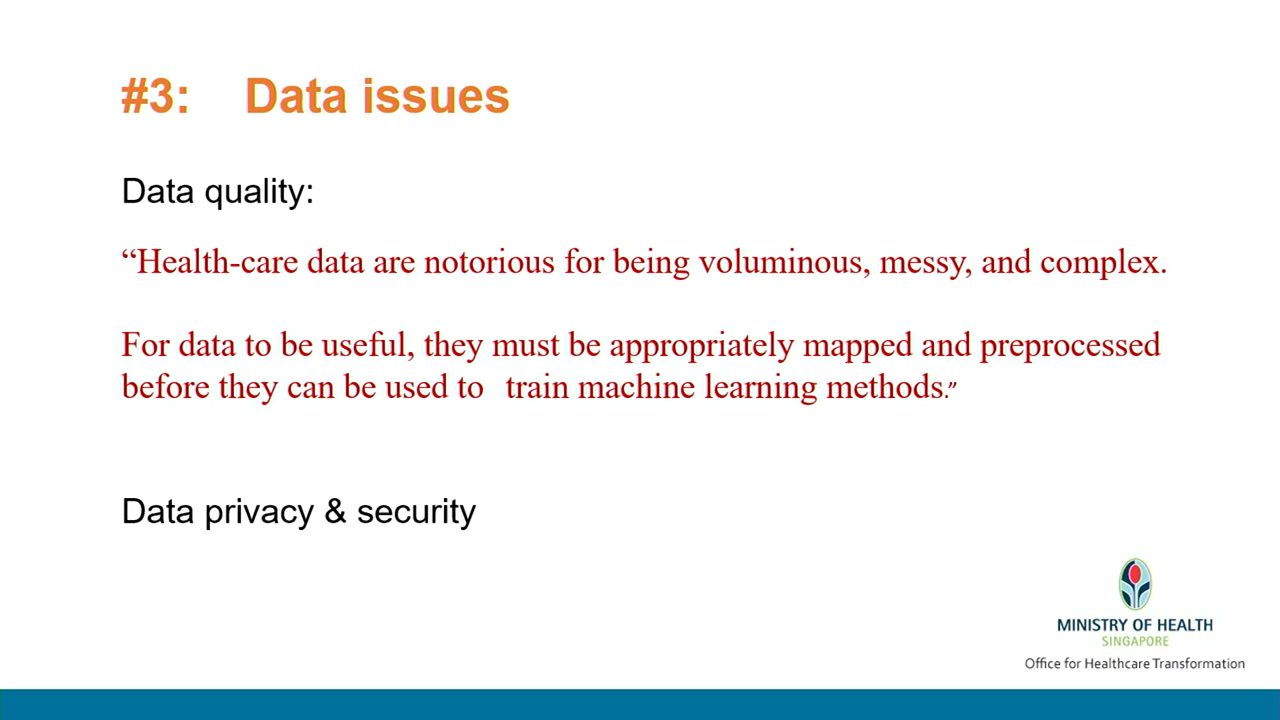 #3: Data issues
Data quality:
“Health-care data are notorious for being voluminous, messy, and complex.
For data to be useful, they must be appropriately mapped and preprocessed
before they can be used to train machine learning methods.”
Data privacy & security
MINISTRY OF HEALTH
SINGAPORE
Office for Healthcare Transformation